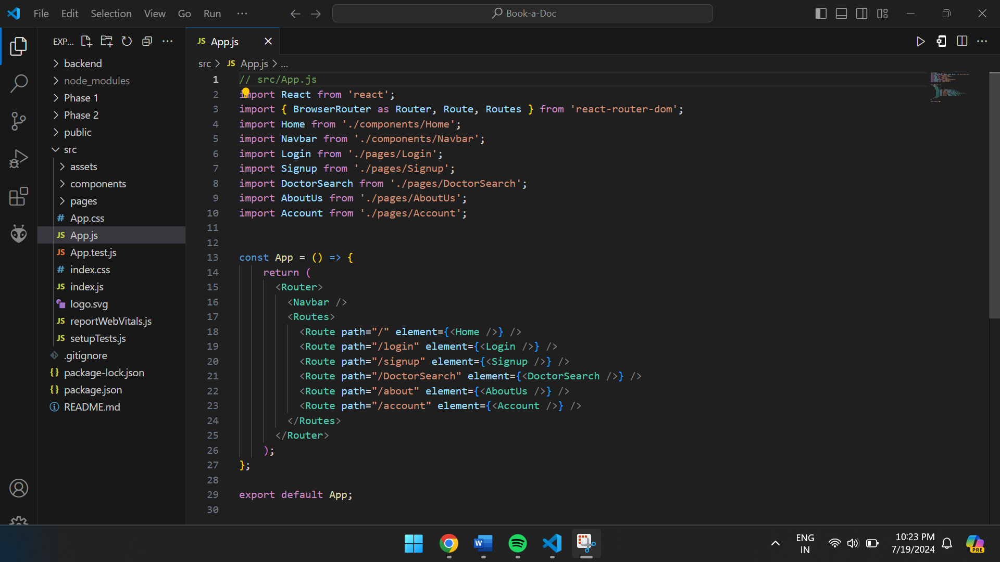 File Edit Selection View Go Run ...
Book-a-Doc
EXP...
backend
node_modules
Phase 1
Phase 2
public
src
assets
components
pages
# App.css
JS App.js
JS App.test.js
# index.css
JS index.js
logo.svg
JS reportWebVitals.js
JS setupTests.js
.gitignore
{} package-lock.json
{} package.json
README.md
JS App.js
src > JS App.js > ...
1 // src/App.js
2 import React from 'react';
3 import { BrowserRouter as Router, Route, Routes } from 'react-router-dom';
4 import Home from './components/Home';
5 import Navbar from './components/Navbar';
6 import Login from './pages/Login';
7 import Signup from './pages/Signup';
8 import DoctorSearch from './pages/DoctorSearch';
9 import AboutUs from './pages/AboutUs';
10 import Account from './pages/Account';
11
12
13 const App = () => {
14 return (
15 <Router>
16 <Navbar />
17 <Routes>
18 <Route path="/" element={<Home />} />
19 <Route path="/login" element={<Login />} />
20 <Route path="/signup" element={<Signup />} />
21 <Route path="/DoctorSearch" element={<DoctorSearch />} />
22 <Route path="/about" element={<AboutUs />} />
23 <Route path="/account" element={<Account />} />
24 </Routes>
25 </Router>
26 );
27 };
28
29 export default App;
30
W
ENG
IN
10:23 PM
7/19/2024
PRE